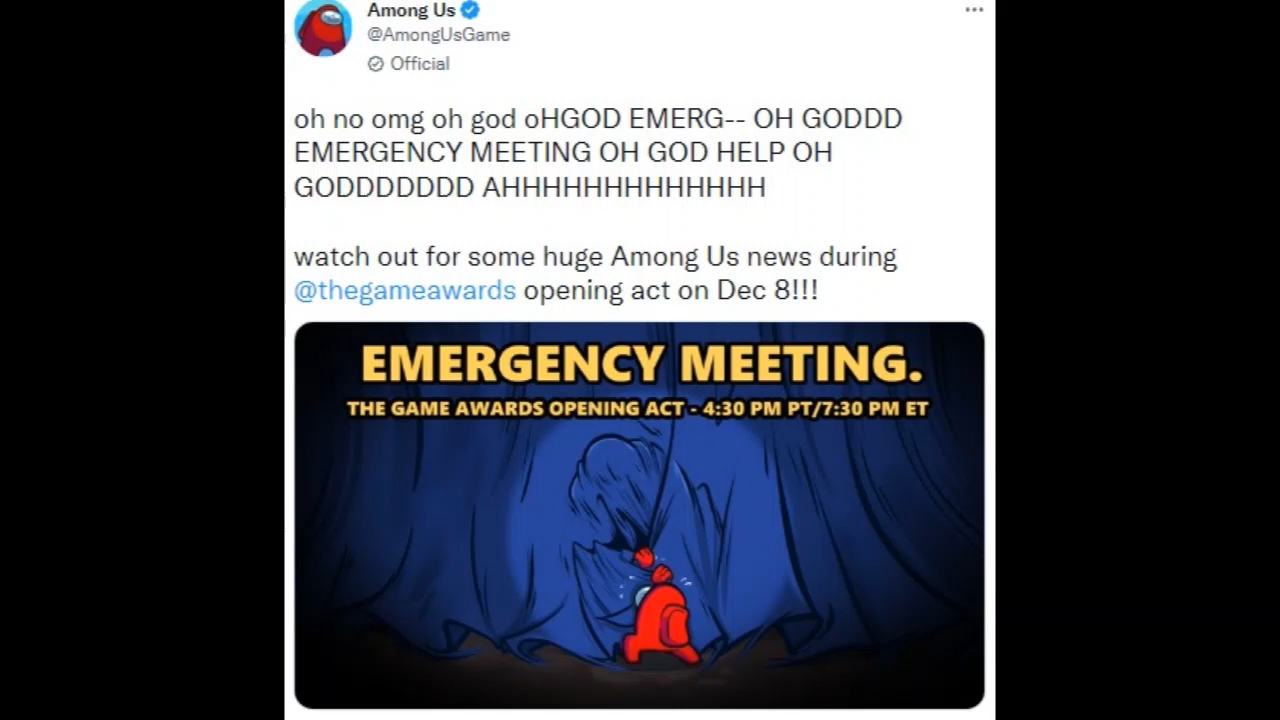 Among Us
@AmongUsGame
Official
oh no omg oh god oHGOD EMERG-- OH GODDD
EMERGENCY MEETING OH GOD HELP OH
GODDDDDDD AHHHHHHHHHHHHH
watch out for some huge Among Us news during
@thegameawards opening act on Dec 8!!!
EMERGENCY MEETING.
THE GAME AWARDS OPENING ACT - 4:30 PM PT/7:30 PM ET